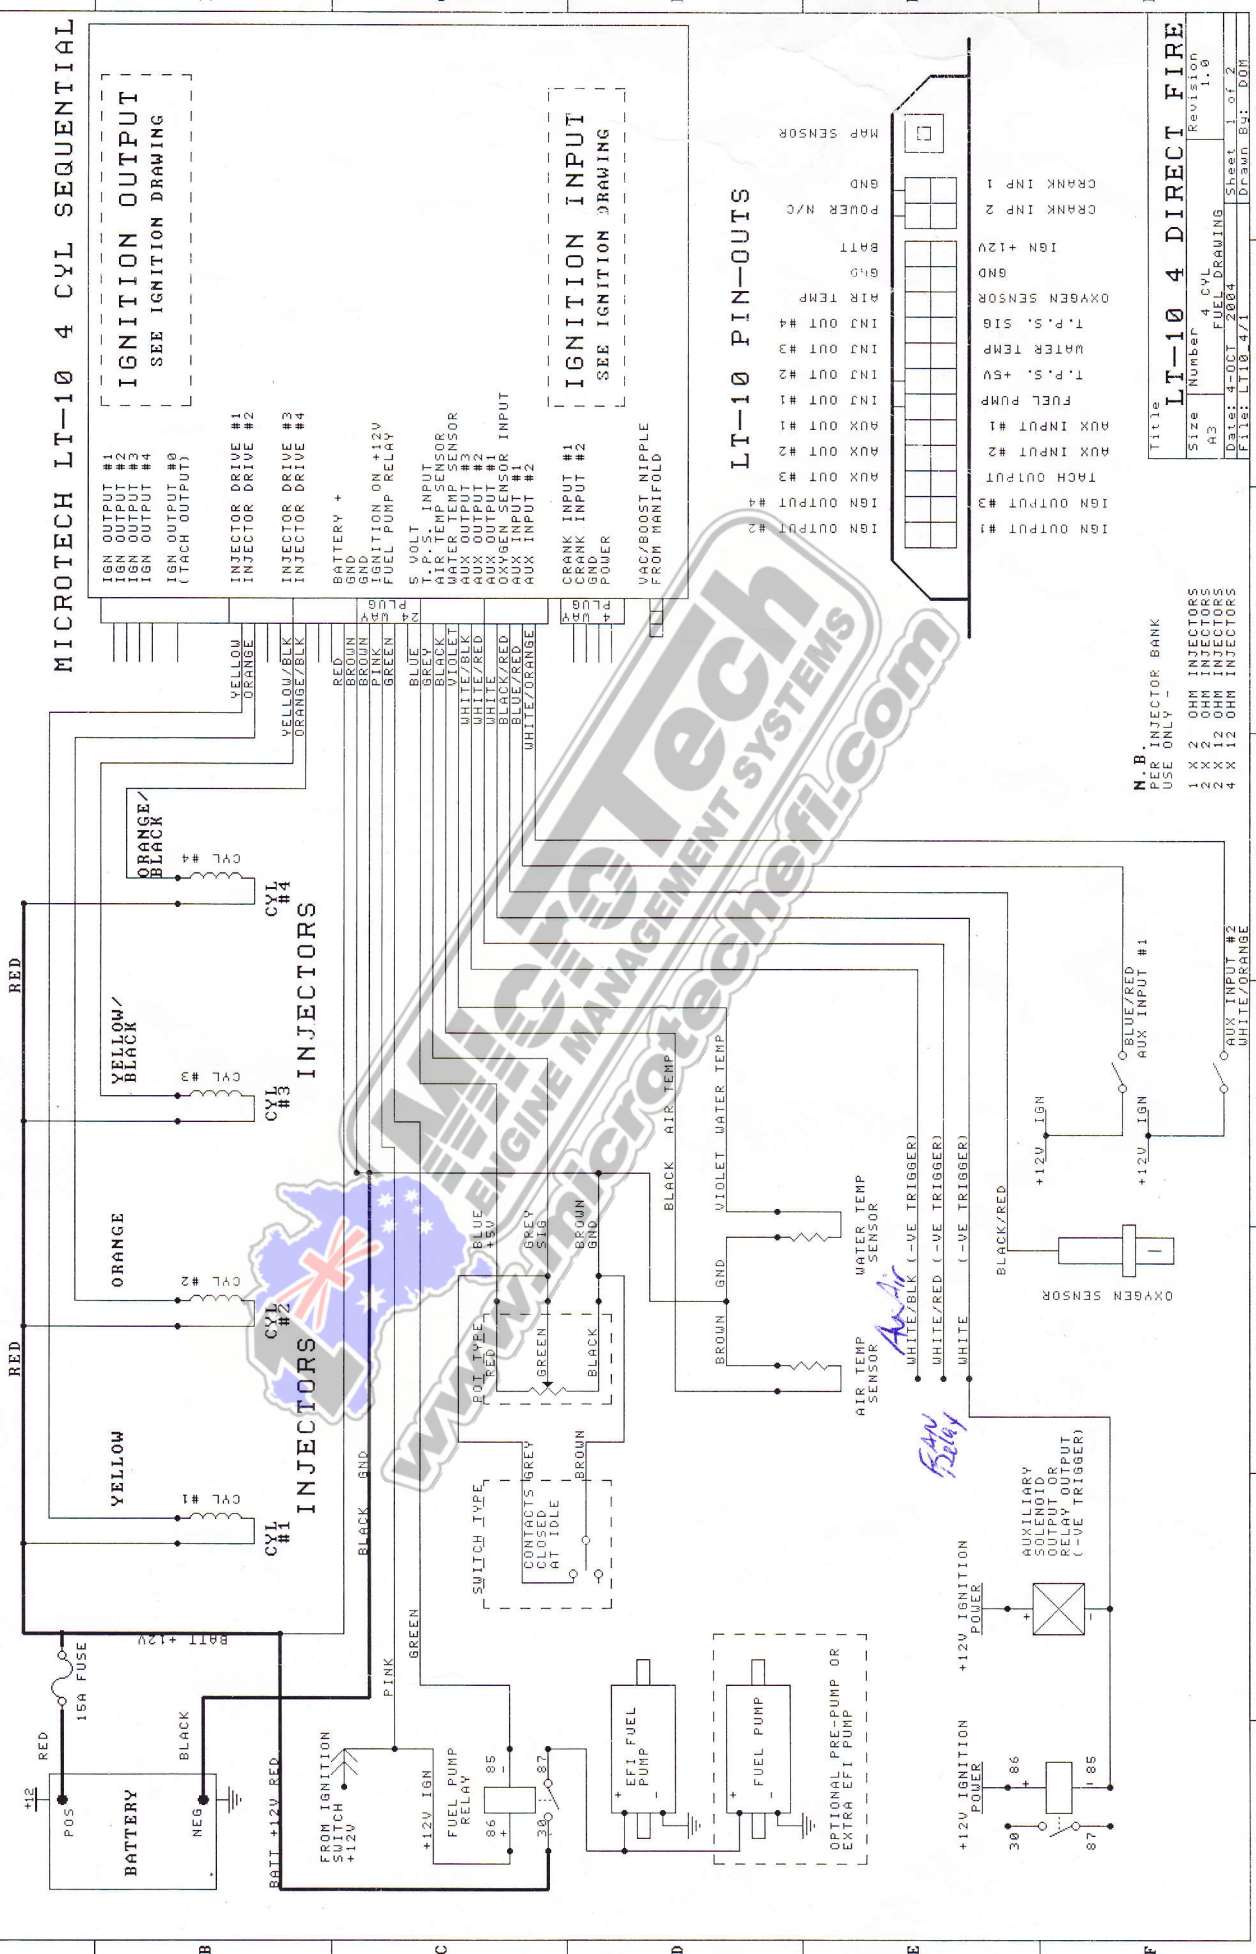 MICROTECH LT-10 4 CYL SEQUENTIAL
IGNITION OUTPUT
SEE IGNITION DRAWING
IGNITION INPUT
SEE IGNITION DRAWING
IGN OUTPUT #1
IGN OUTPUT #2
IGN OUTPUT #3
IGN OUTPUT #4
IGN OUTPUT #0
(TACH OUTPUT)
INJECTOR DRIVE #1
INJECTOR DRIVE #2
INJECTOR DRIVE #3
INJECTOR DRIVE #4
BATTERY +
GND
GND
IGNITION ON +12V
FUEL PUMP RELAY
5 VOLT
T.P.S. INPUT
AIR TEMP SENSOR
WATER TEMP SENSOR
AUX OUTPUT #3
AUX OUTPUT #2
AUX OUTPUT #1
OXYGEN SENSOR INPUT
AUX INPUT #1
AUX INPUT #2
CRANK INPUT #1
CRANK INPUT #2
GND
POWER
VAC/BOOST NIPPLE
FROM MANIFOLD
24 WAY
PLUG
4 WAY
PLUG
YELLOW
ORANGE
YELLOW/BLK
ORANGE/BLK
RED
BROWN
BROWN
PINK
GREEN
BLUE
GREY
BLACK
VIOLET
WHITE/BLK
WHITE/RED
WHITE
BLACK/RED
BLUE/RED
WHITE/ORANGE
RED
RED
YELLOW
CYL #1
CYL
#1
ORANGE
CYL #2
CYL
#2
INJECTORS
YELLOW/
BLACK
CYL #3
CYL
#3
ORANGE/
BLACK
CYL #4
CYL
#4
INJECTORS
+12
POS
BATTERY
NEG
RED
15A FUSE
BLACK
BATT +12V
BATT +12V RED
BLACK GND
FROM IGNITION
SWITCH
+12V
PINK
GREEN
+12V IGN
FUEL PUMP
RELAY
86
85
+
-
30
87
EFI FUEL
PUMP
+
-
FUEL PUMP
+
-
OPTIONAL PRE-PUMP OR
EXTRA EFI PUMP
SWITCH TYPE
CONTACTS
CLOSED
AT IDLE
GREY
BROWN
POT TYPE
RED
GREEN
BLACK
BLUE
+5V
GREY
SIG
BROWN
GND
BLACK AIR TEMP
VIOLET WATER TEMP
BROWN GND
AIR TEMP
SENSOR
WATER TEMP
SENSOR
WHITE/BLK (-VE TRIGGER)
WHITE/RED (-VE TRIGGER)
WHITE (-VE TRIGGER)
FAN
Relay
BLACK/RED
OXYGEN SENSOR
+12V IGN
BLUE/RED
AUX INPUT #1
+12V IGN
AUX INPUT #2
WHITE/ORANGE
+12V IGNITION
POWER
86
+
- 85
30
87
+12V IGNITION
POWER
+
-
AUXILIARY
SOLENOID
OUTPUT OR
RELAY OUTPUT
(-VE TRIGGER)
LT-10 PIN-OUTS
MAP SENSOR
GND
POWER N/C
BATT
GND
AIR TEMP
INJ OUT #4
INJ OUT #3
INJ OUT #2
INJ OUT #1
AUX OUT #1
AUX OUT #2
AUX OUT #3
IGN OUTPUT #4
IGN OUTPUT #2
CRANK INP 1
CRANK INP 2
IGN +12V
GND
OXYGEN SENSOR
T.P.S. SIG
WATER TEMP
T.P.S. +5V
FUEL PUMP
AUX INPUT #1
AUX INPUT #2
TACH OUTPUT
IGN OUTPUT #3
IGN OUTPUT #1
N.B.
PER INJECTOR BANK
USE ONLY -
1 X 2 OHM INJECTORS
2 X 2 OHM INJECTORS
2 X 12 OHM INJECTORS
4 X 12 OHM INJECTORS
Title
LT-10 4 DIRECT FIRE
Size
A3
Number
4 CYL
FUEL DRAWING
Revision
1.0
Date: 4-OCT 2004
Sheet 1 of 2
File: LT10_4/1
Drawn By: DOM
B
C
D
E
F
MicroTech
ENGINE MANAGEMENT SYSTEMS
www.microtechefi.com